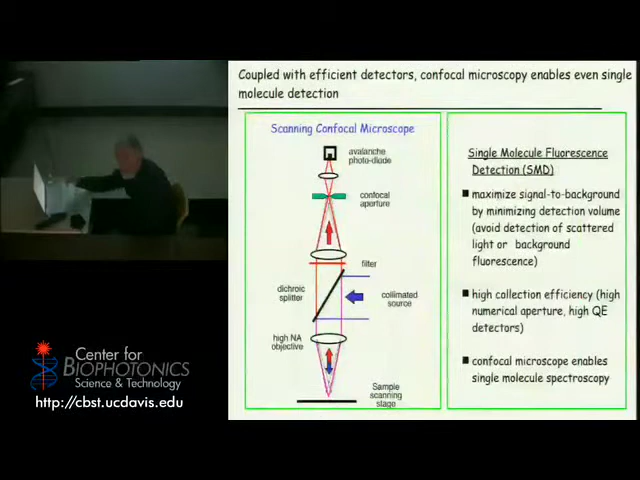 Coupled with efficient detectors, confocal microscopy enables even single
molecule detection
Scanning Confocal Microscope
avalanche
photo-diode
confocal
aperture
filter
dichroic
splitter
collimated
source
high NA
objective
Sample
scanning
stage
Single Molecule Fluorescence
Detection (SMD)
maximize signal-to-background
by minimizing detection volume
(avoid detection of scattered
light or background
fluorescence)
high collection efficiency (high
numerical aperture, high QE
detectors)
confocal microscope enables
single molecule spectroscopy
Center for
BIOPHOTONICS
Science & Technology
http://cbst.ucdavis.edu